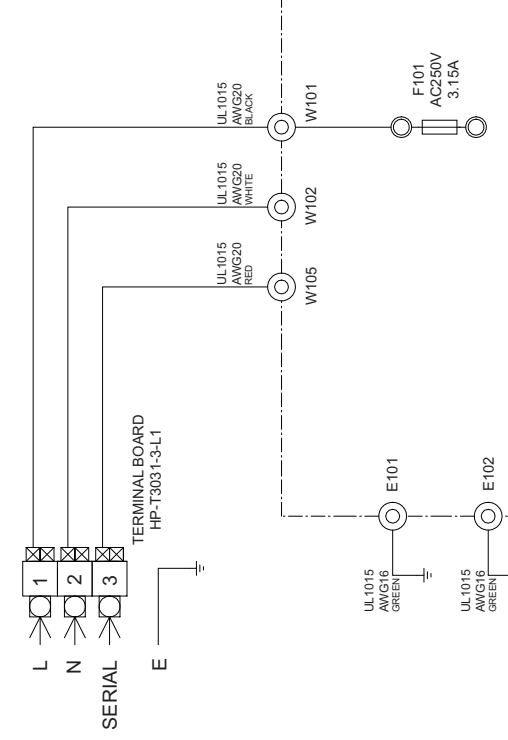 F101
AC250V
3.15A
UL1015
AWG20
BLACK
W101
UL1015
AWG20
WHITE
W102
UL1015
AWG20
RED
W105
TERMINAL BOARD
HP-T3031-3-L1
E101
E102
UL1015
AWG16
GREEN
UL1015
AWG16
GREEN
1
2
3
L
N
SERIAL
E